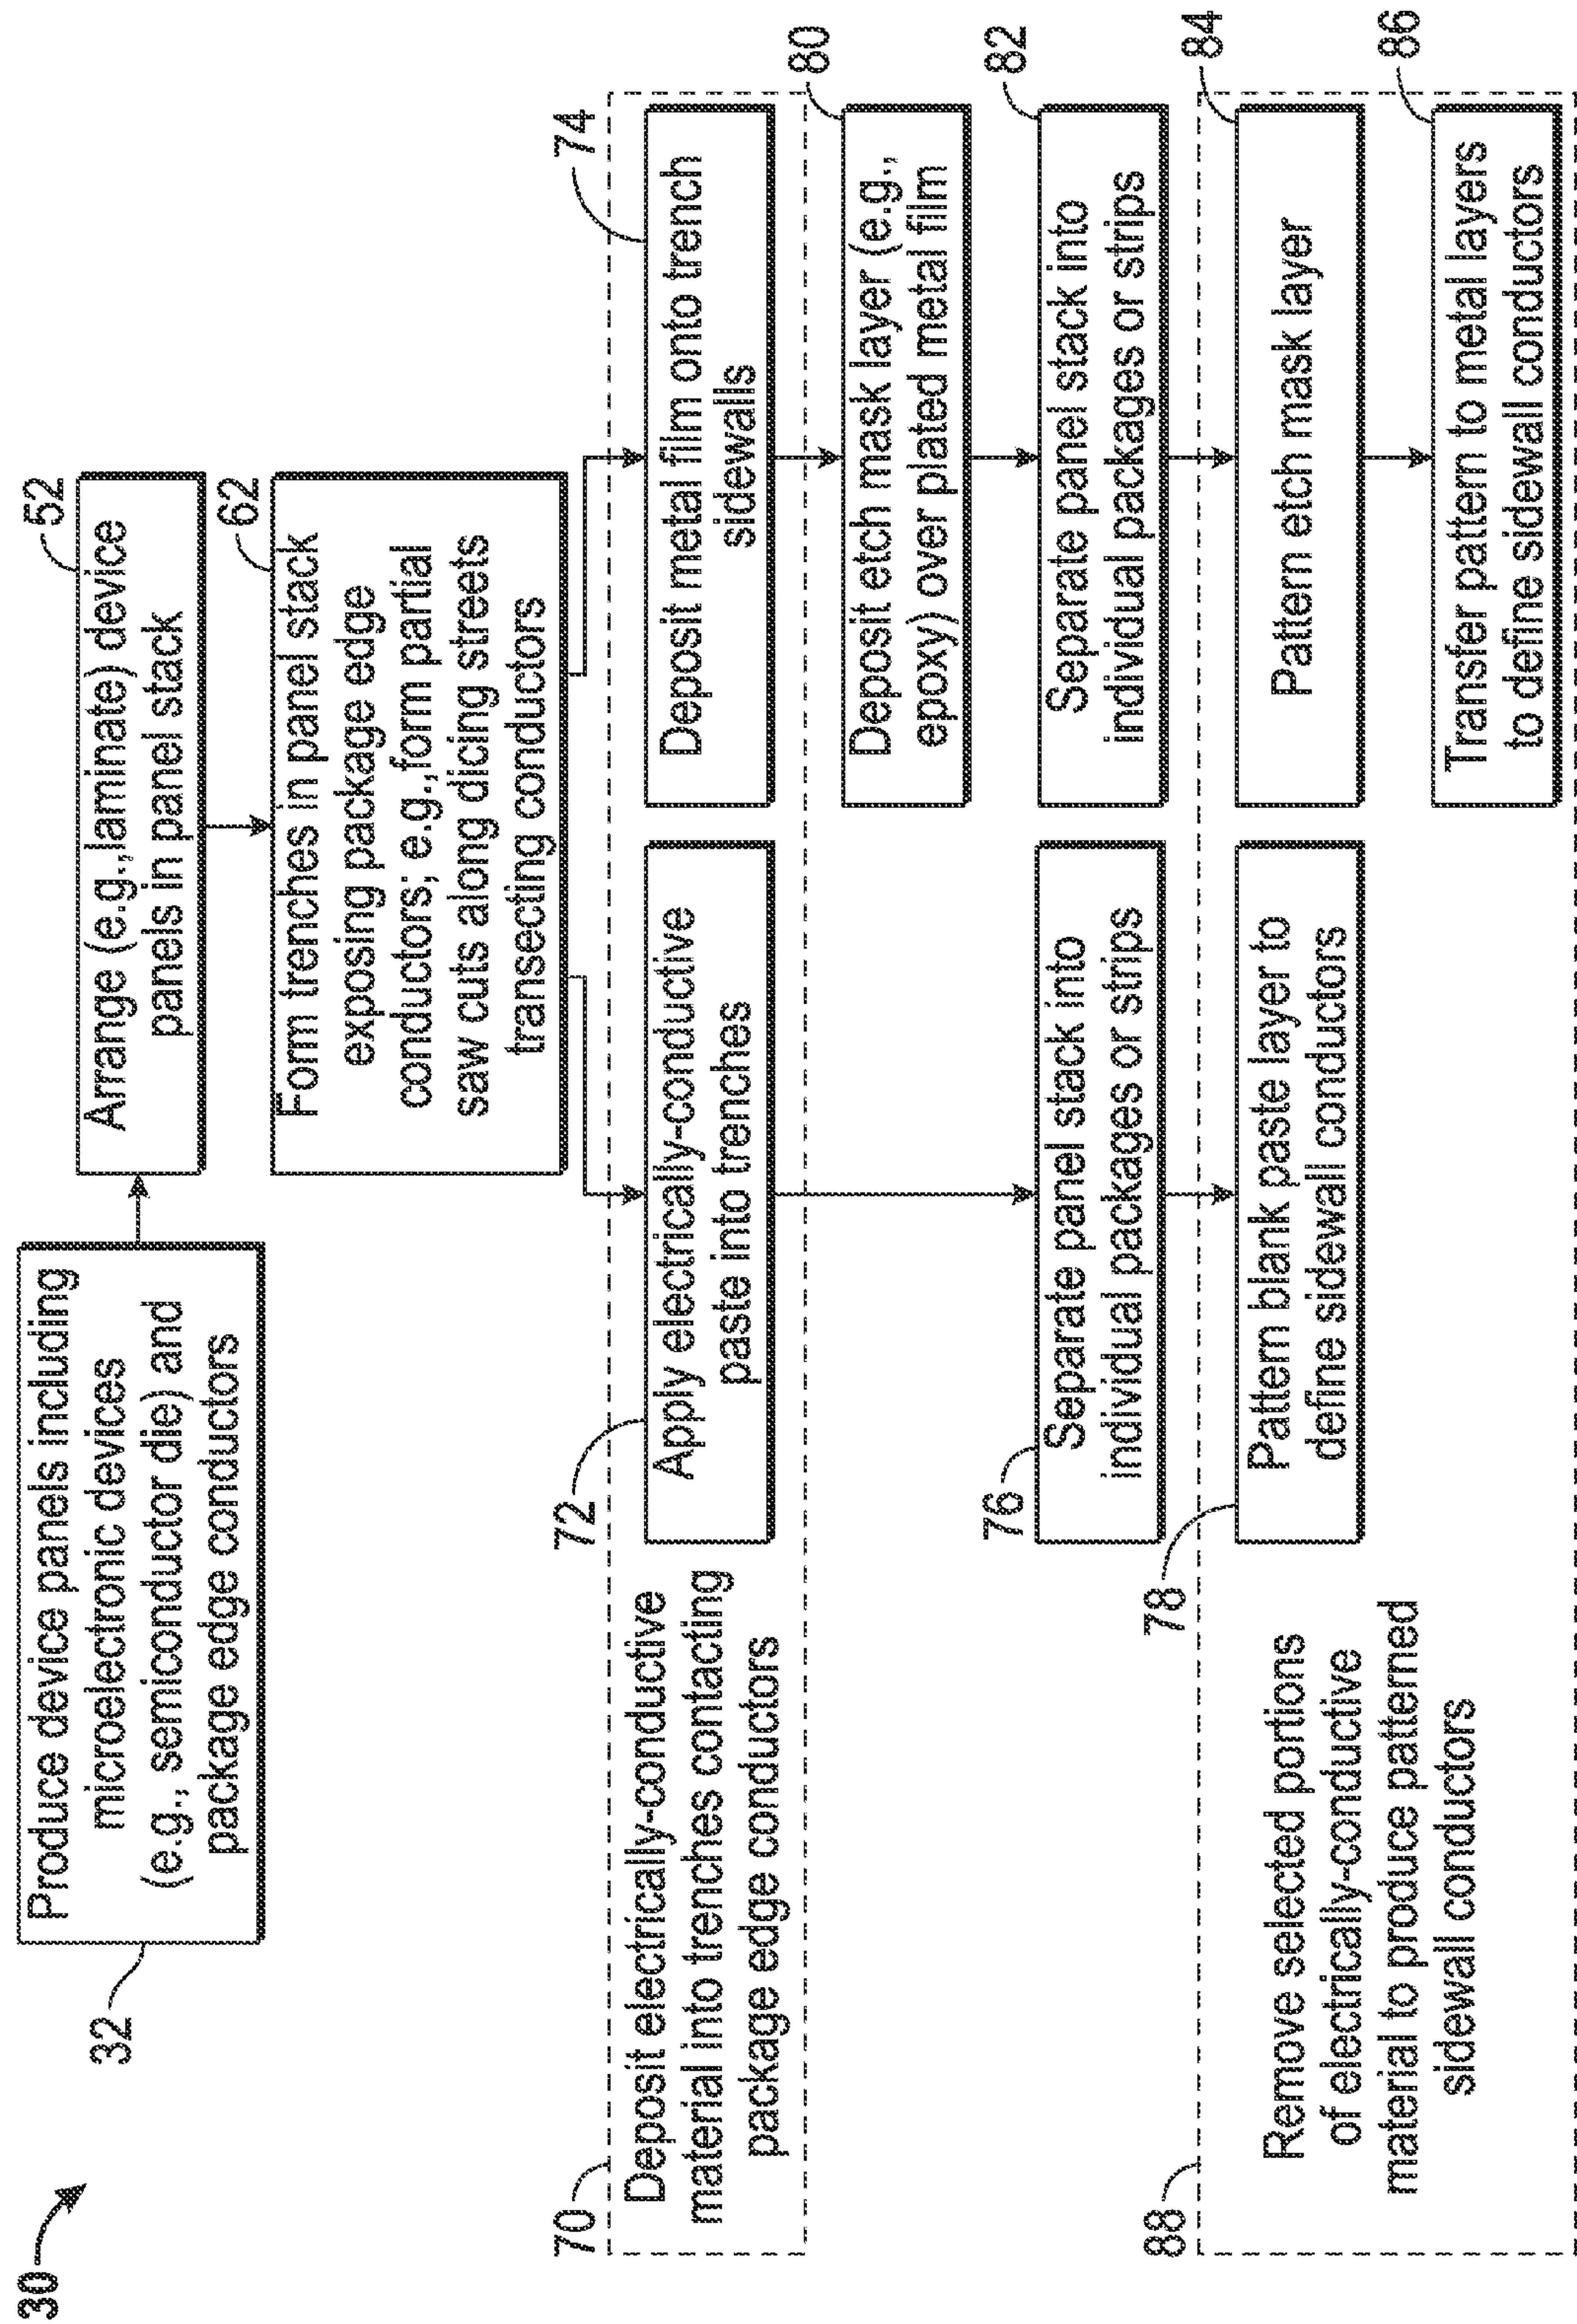 30
32
Produce device panels including
microelectronic devices
(e.g., semiconductor die) and
package edge conductors
52
Arrange (e.g.,laminate) device
panels in panel stack
62
Form trenches in panel stack
exposing package edge
conductors; e.g.,form partial
saw cuts along dicing streets
transecting conductors
70
Deposit electrically-conductive
material into trenches contacting
package edge conductors
72
Apply electrically-conductive
paste into trenches
74
Deposit metal film onto trench
sidewalls
80
Deposit etch mask layer (e.g.,
epoxy) over plated metal film
76
Separate panel stack into
individual packages or strips
82
Separate panel stack into
individual packages or strips
88
Remove selected portions
of electrically-conductive
material to produce patterned
sidewall conductors
78
Pattern blank paste layer to
define sidewall conductors
84
Pattern etch mask layer
86
Transfer pattern to metal layers
to define sidewall conductors